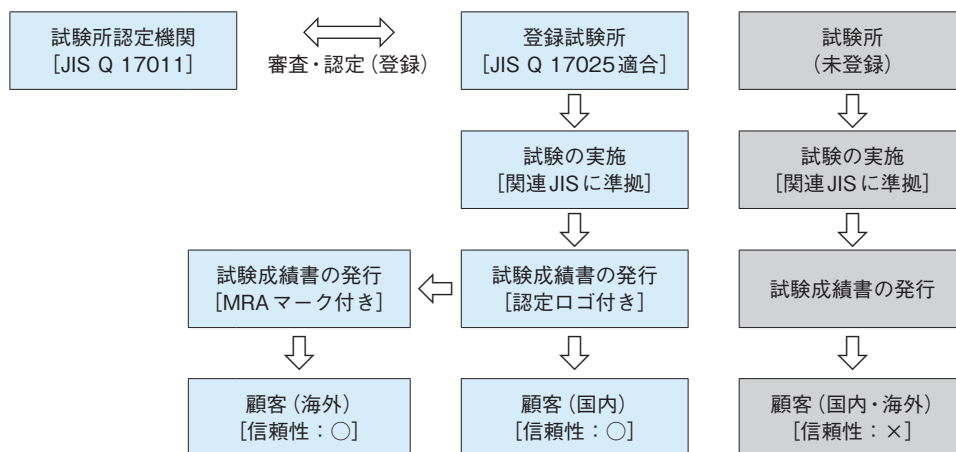 試験所認定機関
[JIS Q 17011]
審査・認定(登録)
登録試験所
[JIS Q 17025適合]
試験所
(未登録)
試験の実施
[関連JISに準拠]
試験の実施
[関連JISに準拠]
試験成績書の発行
[MRAマーク付き]
試験成績書の発行
[認定ロゴ付き]
試験成績書の発行
顧客(海外)
[信頼性:○]
顧客(国内)
[信頼性:○]
顧客(国内・海外)
[信頼性:×]